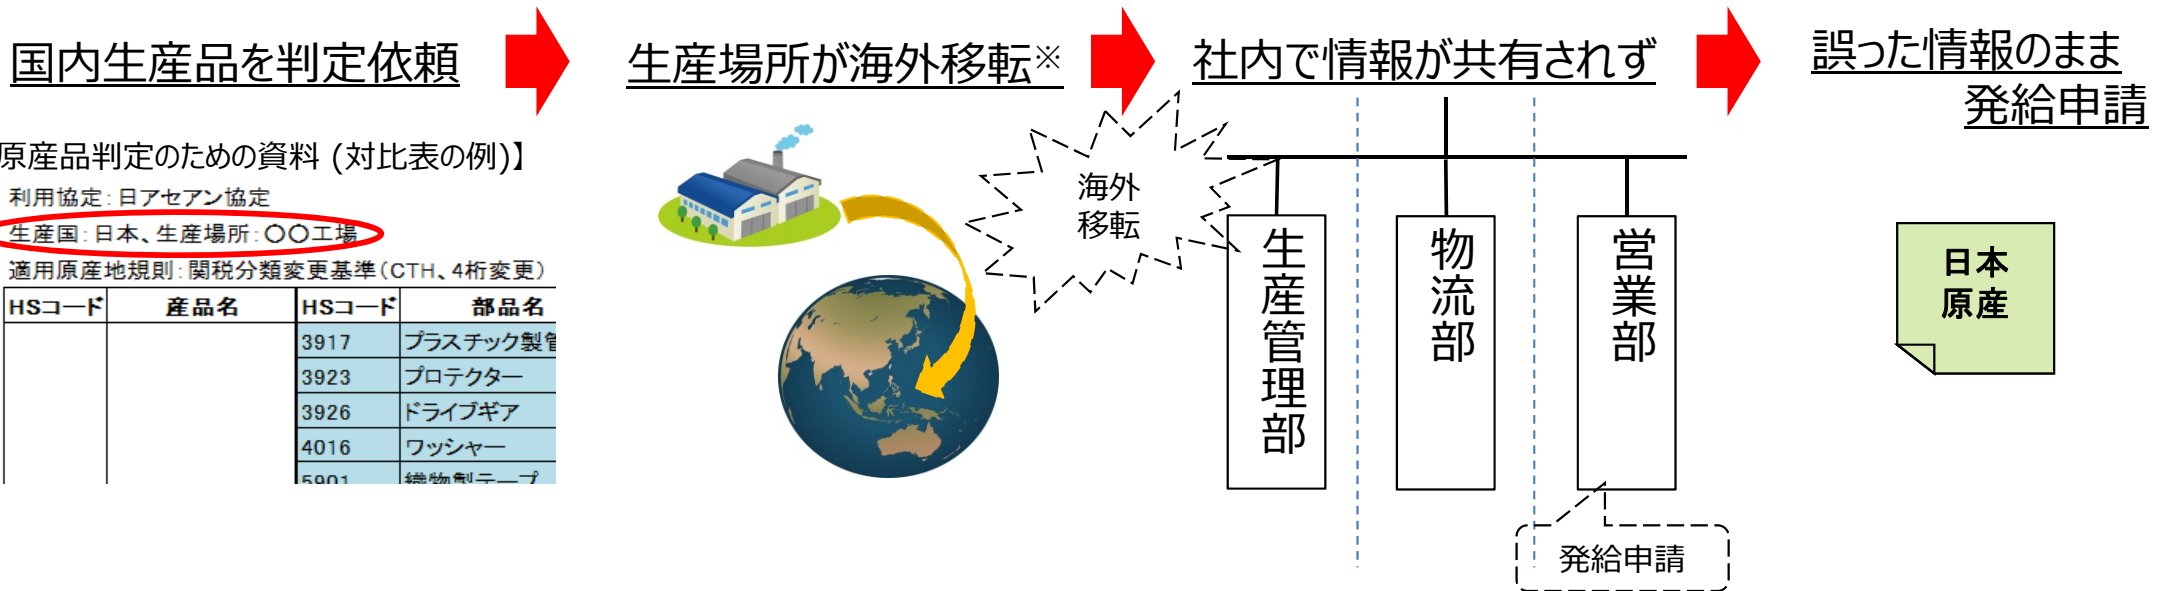 国内生産品を判定依頼
生産場所が海外移転※
社内で情報が共有されず
誤った情報のまま
発給申請
原産品判定のための資料 (対比表の例)】
利用協定：日アセアン協定
生産国：日本、生産場所：〇〇工場
適用原産地規則：関税分類変更基準（CTH、4桁変更）
HSコード 産品名 HSコード 部品名
3917 プラスチック製管
3923 プロテクター
3926 ドライブギア
4016 ワッシャー
5901 織物製テープ
海外
移転
生産管理部
物流部
営業部
発給申請
日本
原産